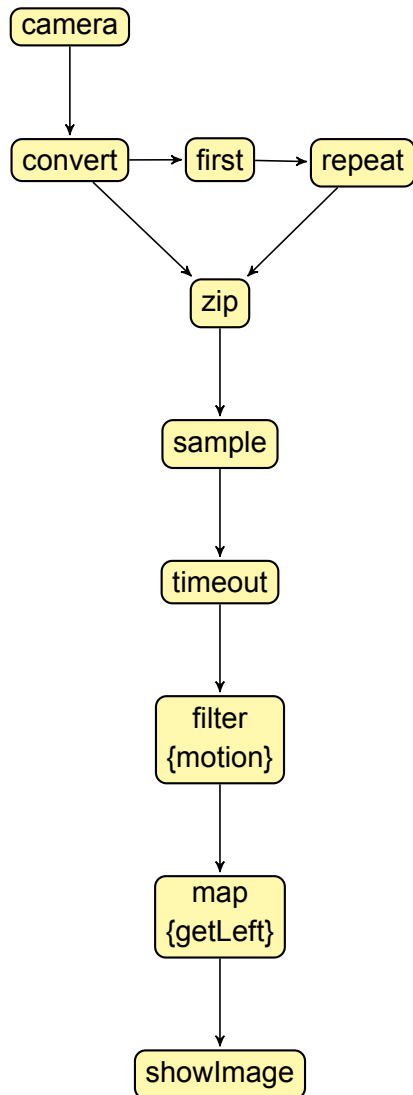 camera
convert
first
repeat
zip
sample
timeout
filter
{motion}
map
{getLeft}
showImage